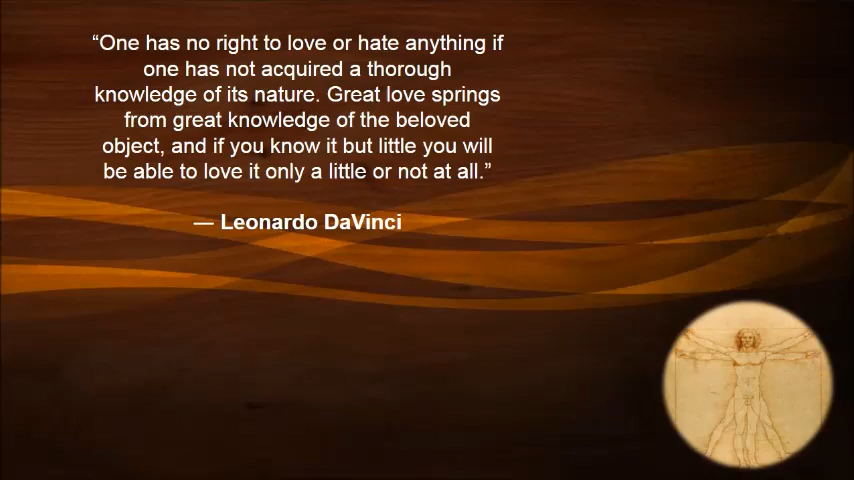 “One has no right to love or hate anything if
one has not acquired a thorough
knowledge of its nature. Great love springs
from great knowledge of the beloved
object, and if you know it but little you will
be able to love it only a little or not at all.”
— Leonardo DaVinci